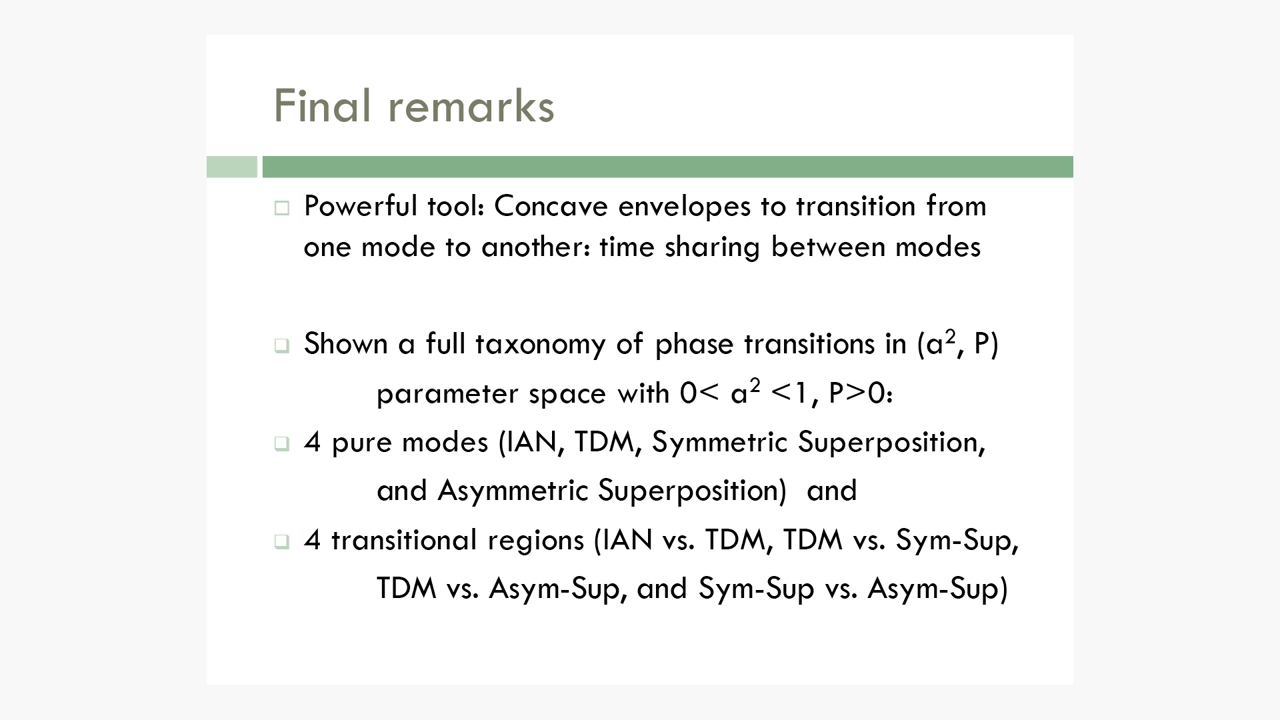 Final remarks
Powerful tool: Concave envelopes to transition from
one mode to another: time sharing between modes
Shown a full taxonomy of phase transitions in (a², P)
parameter space with 0< a² <1, P>0:
4 pure modes (IAN, TDM, Symmetric Superposition,
and Asymmetric Superposition)  and
4 transitional regions (IAN vs. TDM, TDM vs. Sym-Sup,
TDM vs. Asym-Sup, and Sym-Sup vs. Asym-Sup)